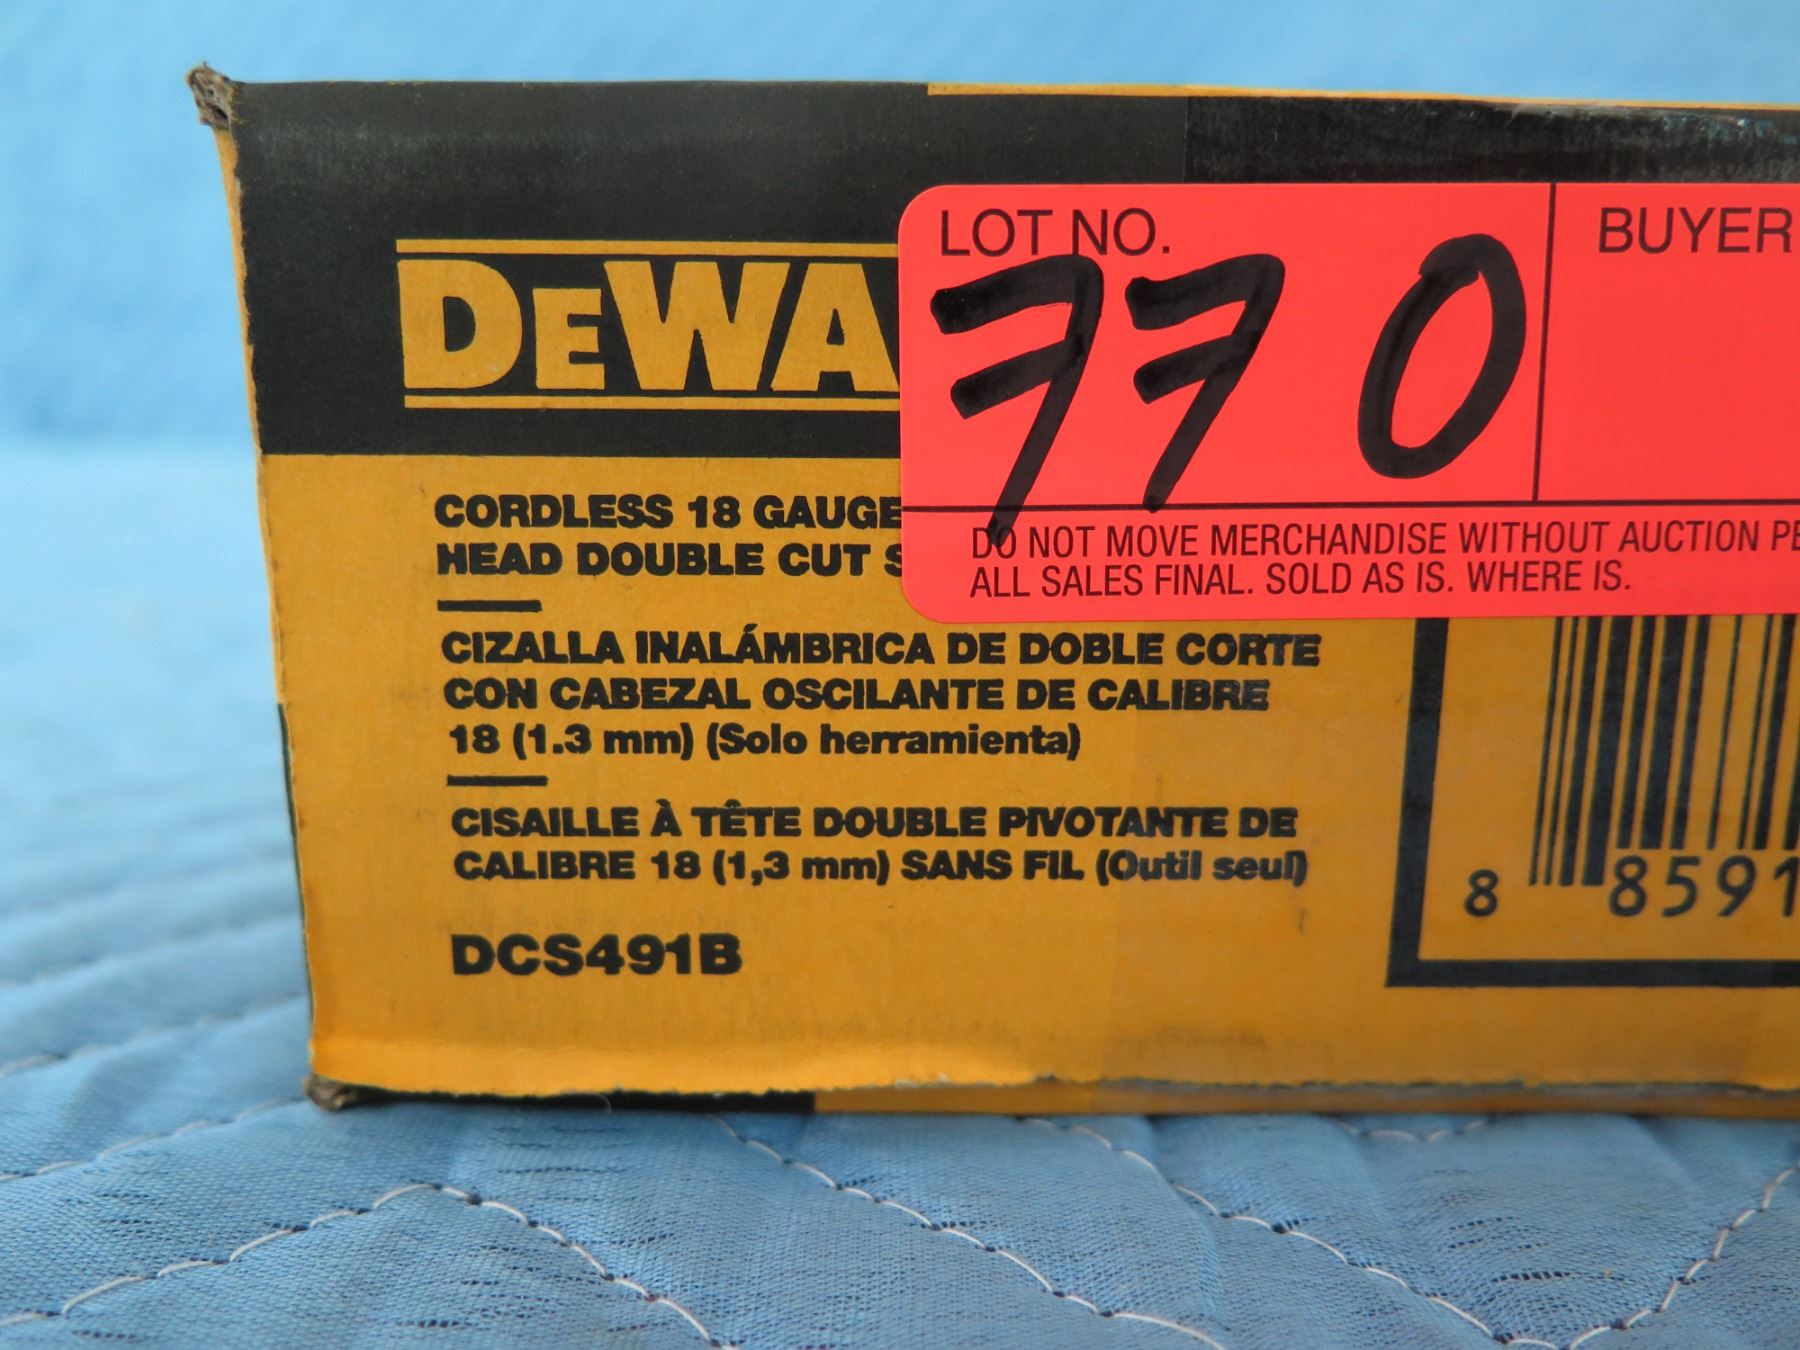 DEWA
LOT NO.
770
BUYER
DO NOT MOVE MERCHANDISE WITHOUT AUCTION PE
ALL SALES FINAL. SOLD AS IS. WHERE IS.
CORDLESS 18 GAUGE
HEAD DOUBLE CUT S
CIZALLA INALÁMBRICA DE DOBLE CORTE
CON CABEZAL OSCILANTE DE CALIBRE
18 (1.3 mm) (Solo herramienta)
CISAILLE À TÊTE DOUBLE PIVOTANTE DE
CALIBRE 18 (1,3 mm) SANS FIL (Outil seul)
DCS491B
8 8591